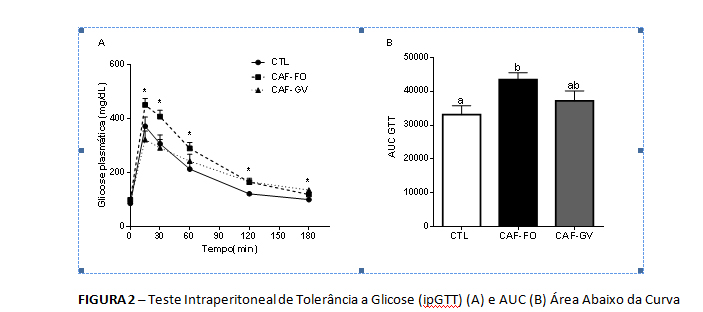 A
600
400
200
0
Glicose plasmática (mg/dL)
CTL
CAF-FO
CAF-GV
*
*
*
*
*
0 30 60 90 120 150 180
Tempo(min)
B
50000
40000
30000
20000
10000
0
AUC GTT
a
b
ab
CTL CAF-FO CAF-GV
FIGURA 2 – Teste Intraperitoneal de Tolerância a Glicose (ipGTT) (A) e AUC (B) Área Abaixo da Curva